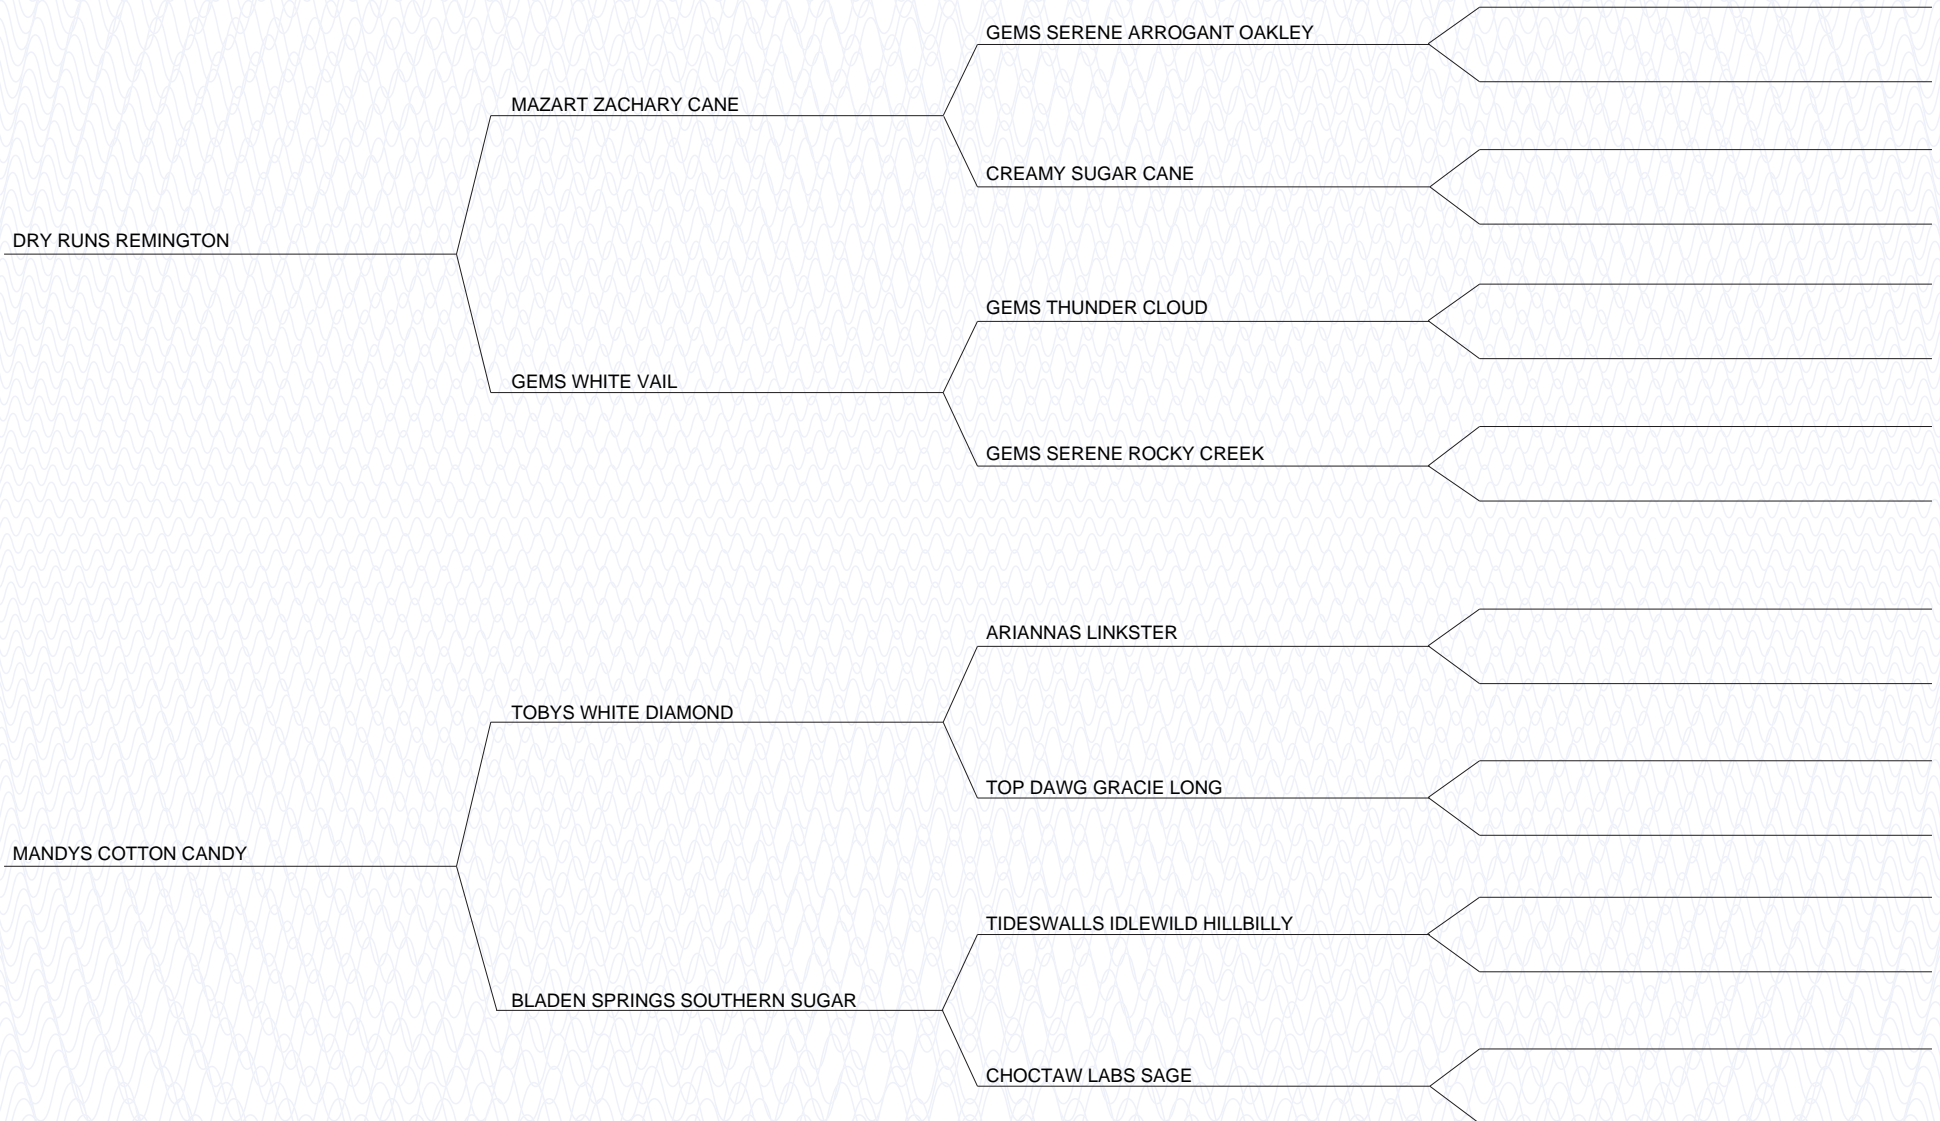 GEMS SERENE ARROGANT OAKLEY
MAZART ZACHARY CANE
CREAMY SUGAR CANE
DRY RUNS REMINGTON
GEMS THUNDER CLOUD
GEMS WHITE VAIL
GEMS SERENE ROCKY CREEK
ARIANNAS LINKSTER
TOBYS WHITE DIAMOND
TOP DAWG GRACIE LONG
MANDYS COTTON CANDY
TIDESWALLS IDLEWILD HILLBILLY
BLADEN SPRINGS SOUTHERN SUGAR
CHOCTAW LABS SAGE